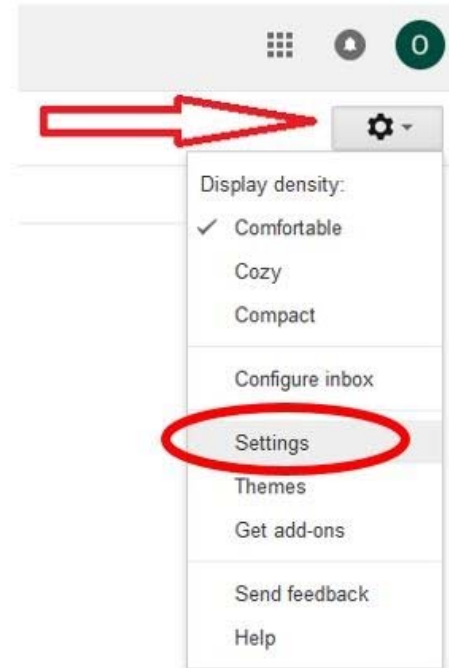 O
Display density:
Comfortable
Cozy
Compact
Configure inbox
Settings
Themes
Get add-ons
Send feedback
Help